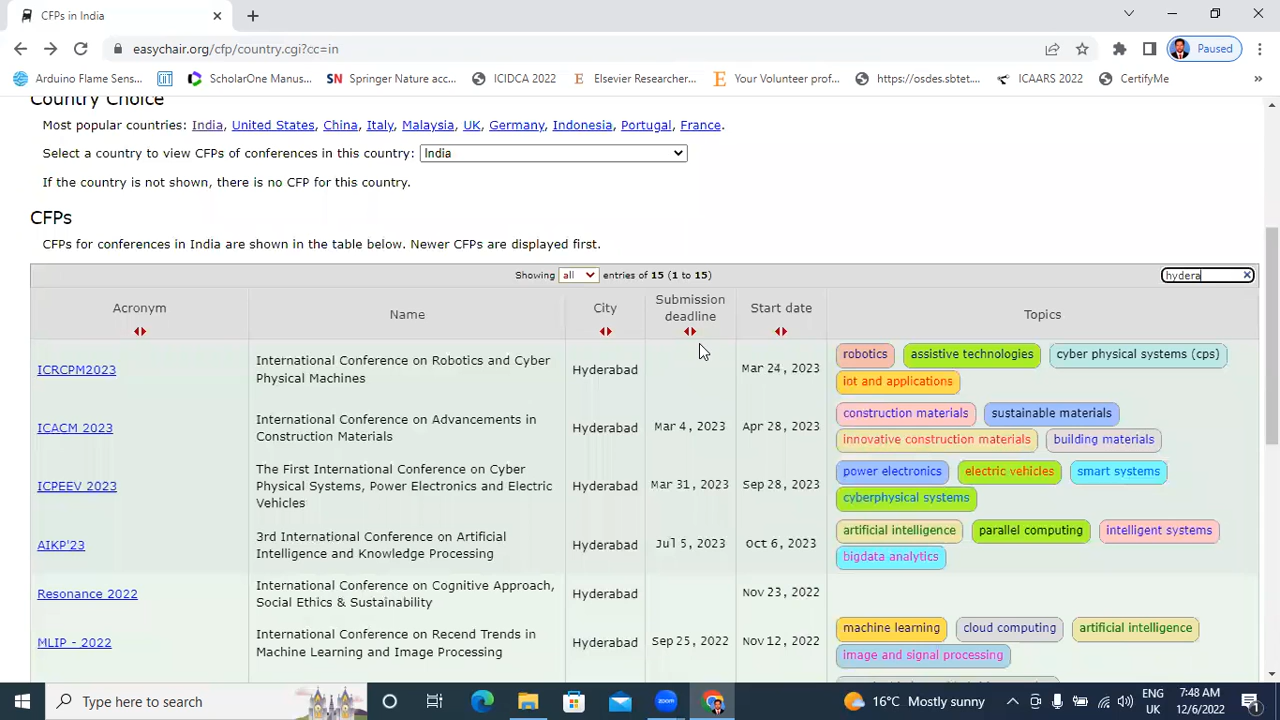 CFPs in India
easychair.org/cfp/country.cgi?cc=in
Paused
Arduino Flame Sens...
ScholarOne Manus...
SN Springer Nature acc...
ICIDCA 2022
E Elsevier Researcher...
E Your Volunteer prof...
https://osdes.sbtet....
ICAARS 2022
CertifyMe
»
Country Choice
Most popular countries: India, United States, China, Italy, Malaysia, UK, Germany, Indonesia, Portugal, France.
Select a country to view CFPs of conferences in this country: India
If the country is not shown, there is no CFP for this country.
CFPs
CFPs for conferences in India are shown in the table below. Newer CFPs are displayed first.
Showing all entries of 15 (1 to 15)
hydera
Acronym
Name
City
Submission
deadline
Start date
Topics
ICRCPM2023
International Conference on Robotics and Cyber
Physical Machines
Hyderabad
Mar 24, 2023
robotics assistive technologies cyber physical systems (cps)
iot and applications
ICACM 2023
International Conference on Advancements in
Construction Materials
Hyderabad
Mar 4, 2023
Apr 28, 2023
construction materials sustainable materials
innovative construction materials building materials
ICPEEV 2023
The First International Conference on Cyber
Physical Systems, Power Electronics and Electric
Vehicles
Hyderabad
Mar 31, 2023
Sep 28, 2023
power electronics electric vehicles smart systems
cyberphysical systems
AIKP'23
3rd International Conference on Artificial
Intelligence and Knowledge Processing
Hyderabad
Jul 5, 2023
Oct 6, 2023
artificial intelligence parallel computing intelligent systems
bigdata analytics
Resonance 2022
International Conference on Cognitive Approach,
Social Ethics & Sustainability
Hyderabad
Nov 23, 2022
MLIP - 2022
International Conference on Recent Trends in
Machine Learning and Image Processing
Hyderabad
Sep 25, 2022
Nov 12, 2022
machine learning cloud computing artificial intelligence
image and signal processing
Type here to search
zoom
16°C Mostly sunny
ENG
UK
7:48 AM
12/6/2022
1